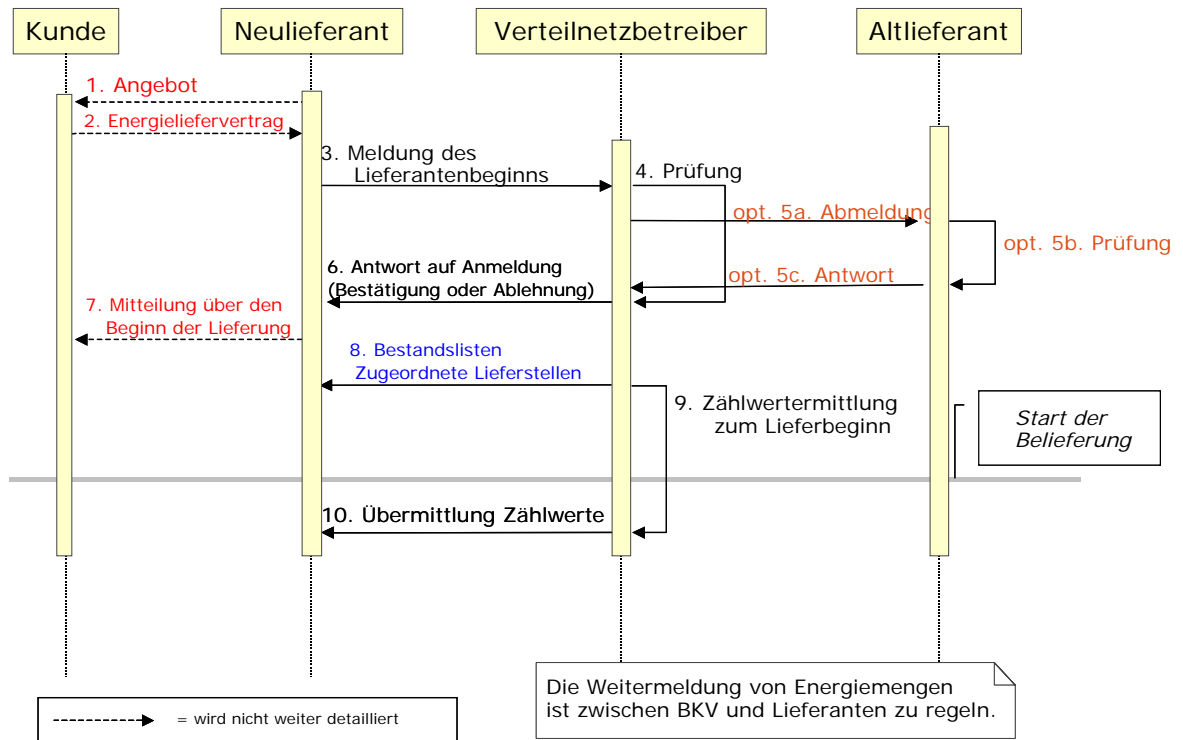 Kunde
Neulieferant
Verteilnetzbetreiber
Altlieferant
1. Angebot
2. Energieliefervertrag
3. Meldung des
Lieferantenbeginns
4. Prüfung
opt. 5a. Abmeldung
opt. 5b. Prüfung
opt. 5c. Antwort
6. Antwort auf Anmeldung
(Bestätigung oder Ablehnung)
7. Mitteilung über den
Beginn der Lieferung
8. Bestandslisten
Zugeordnete Lieferstellen
9. Zählwertermittlung
zum Lieferbeginn
Start der
Belieferung
10. Übermittlung Zählwerte
Die Weitermeldung von Energiemengen
ist zwischen BKV und Lieferanten zu regeln.
= wird nicht weiter detailliert